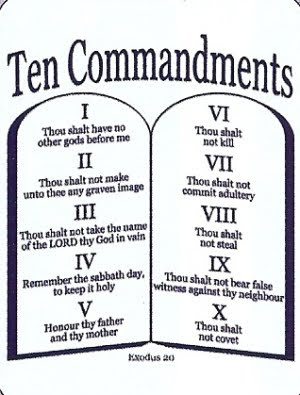 Ten Commandments
I
Thou shalt have no
other gods before me
II
Thou shalt not make
unto thee any graven image
III
Thou shalt not take the name
of the LORD thy God in vain
IV
Remember the sabbath day,
to keep it holy
V
Honour thy father
and thy mother
VI
Thou shalt
not kill
VII
Thou shalt not
commit adultery
VIII
Thou shalt
not steal
IX
Thou shalt not bear false
witness against thy neighbour
X
Thou shalt
not covet
Exodus 20